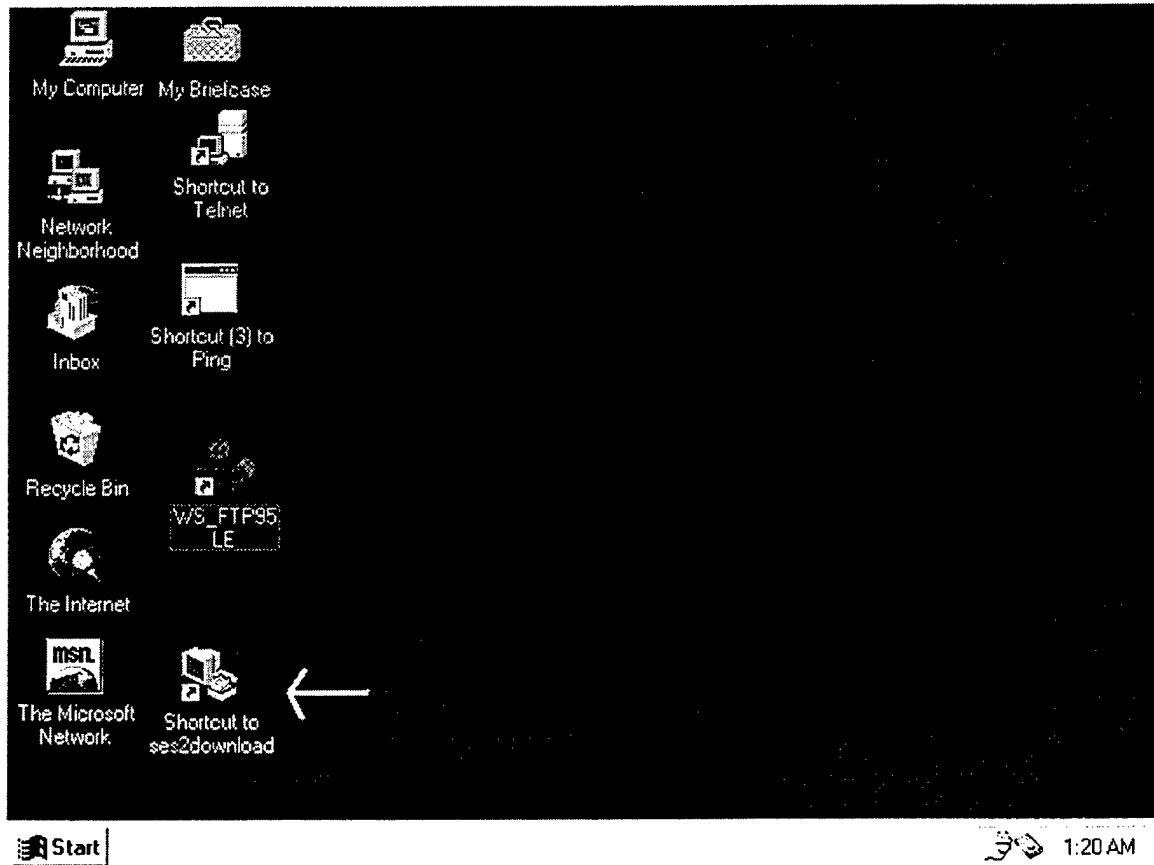 My Computer
My Briefcase
Shortcut to
Telnet
Network
Neighborhood
Shortcut (3) to
Ping
Inbox
Recycle Bin
WS_FTP95
LE
The Internet
msn.
The Microsoft
Network
Shortcut to
ses2download
Start
1:20 AM